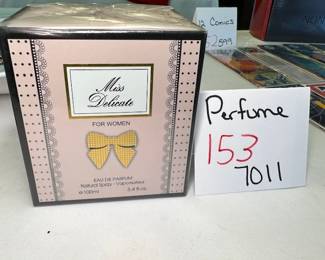 Miss
Delicate
FOR WOMEN
EAU DE PARFUM
Natural Spray - Vaporisateur
100ml 3.4 fl.oz.
12 Comics
2599
Perfume
153
7011